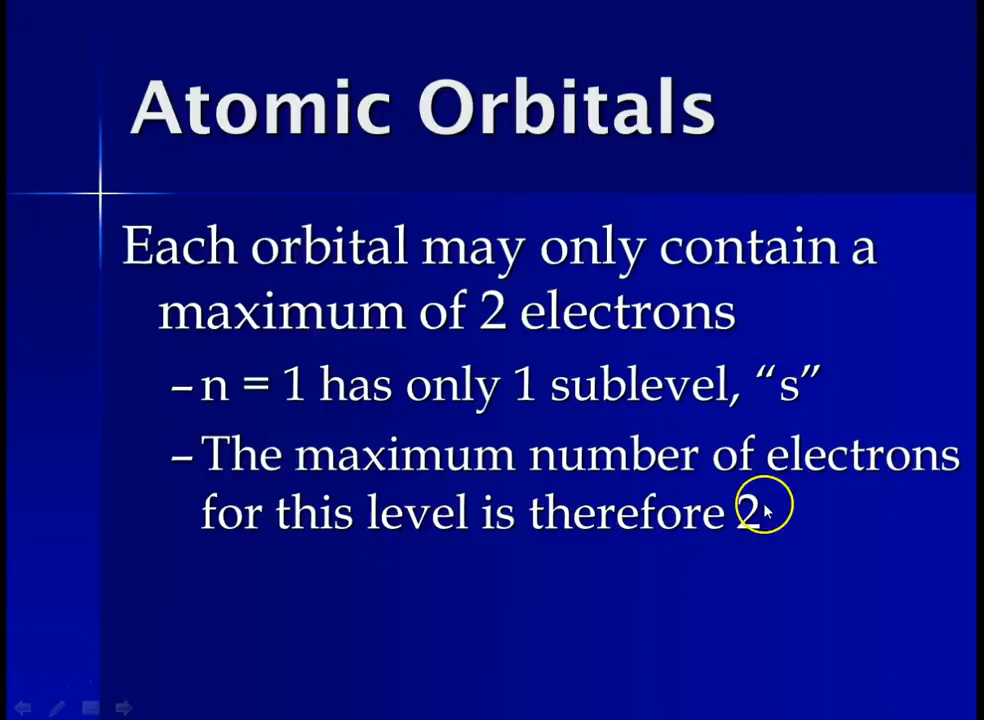 Atomic Orbitals
Each orbital may only contain a
maximum of 2 electrons
–n = 1 has only 1 sublevel, “s”
–The maximum number of electrons
for this level is therefore 2